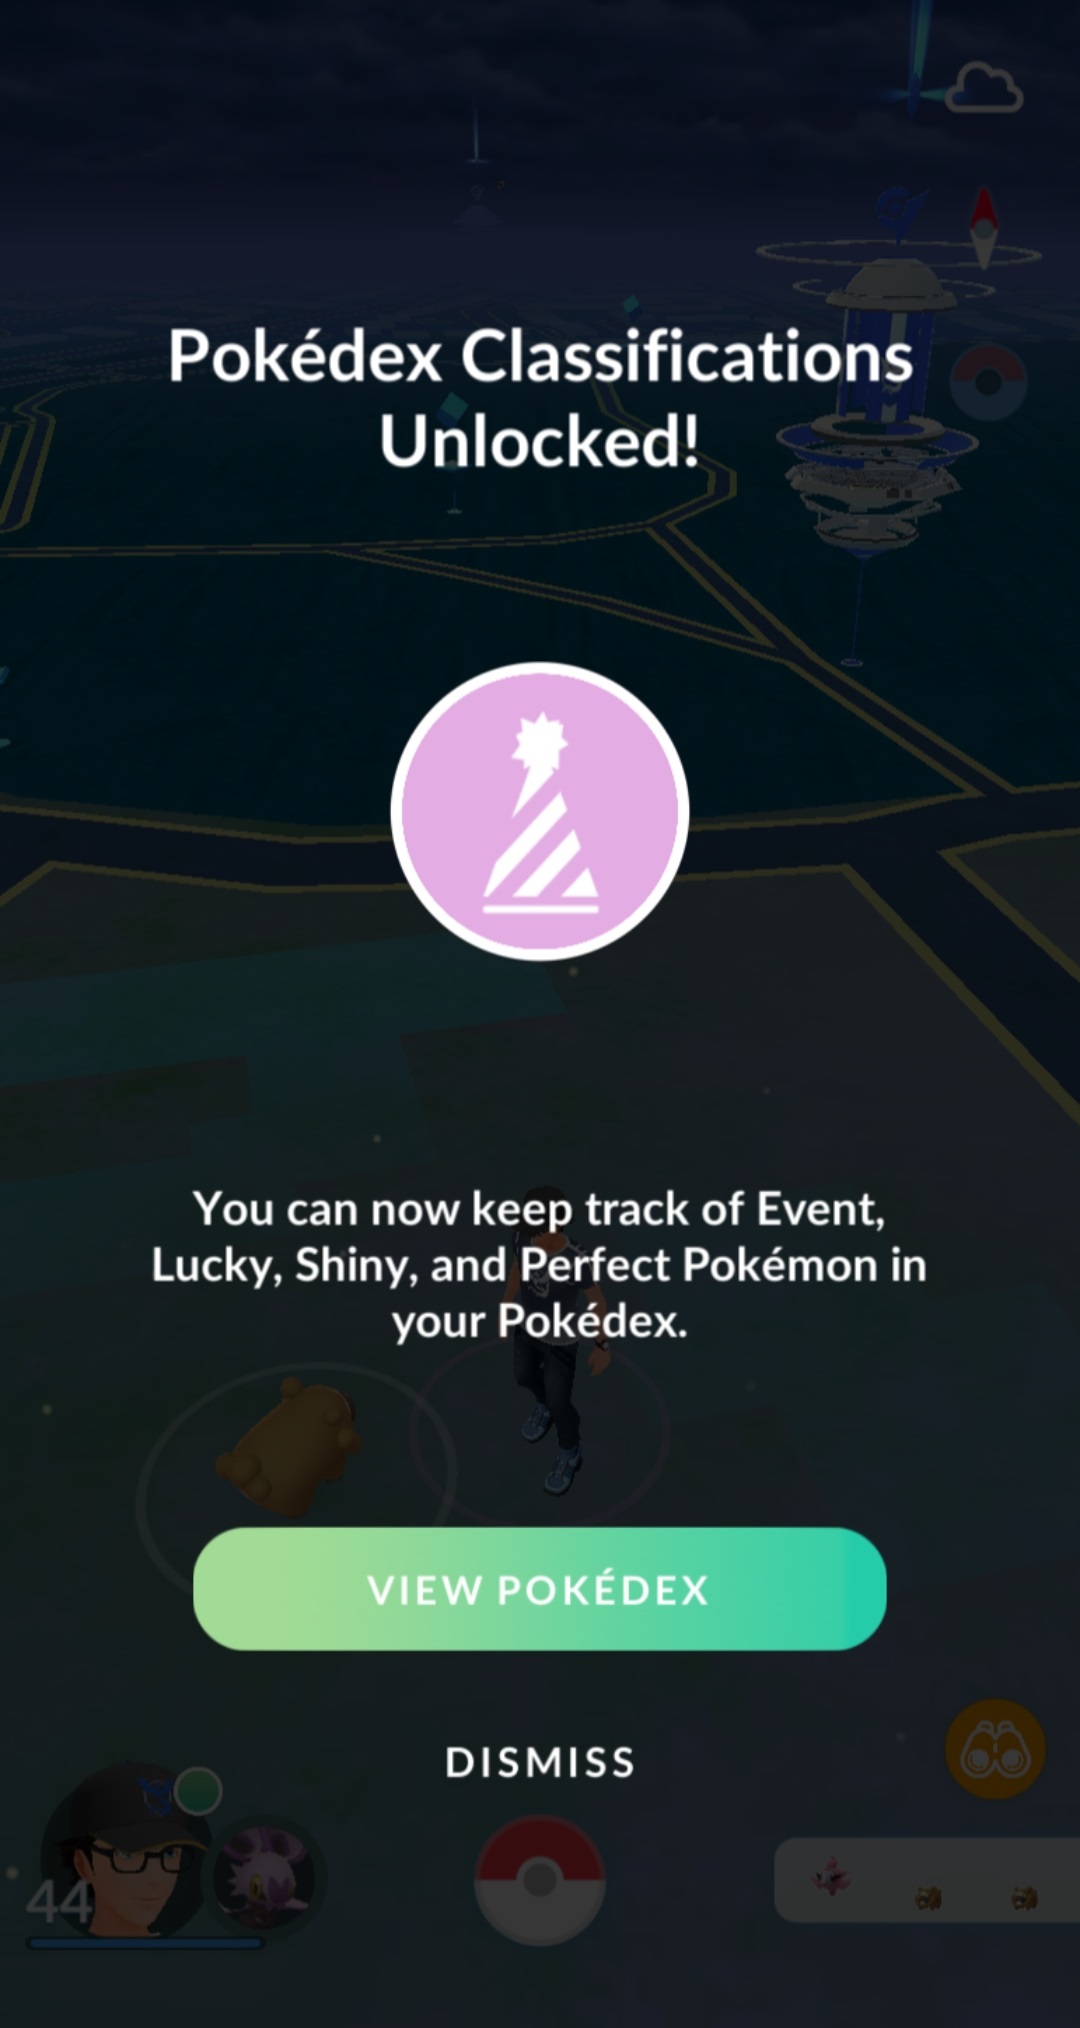 Pokédex Classifications
Unlocked!
You can now keep track of Event,
Lucky, Shiny, and Perfect Pokémon in
your Pokédex.
VIEW POKÉDEX
DISMISS
44